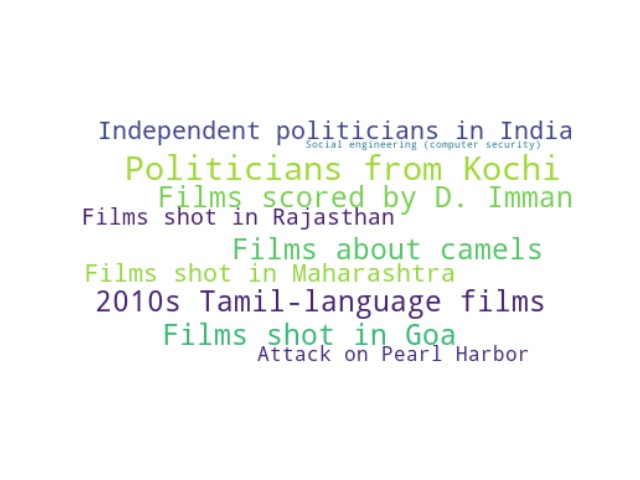 Independent politicians in India
Social engineering (computer security)
Politicians from Kochi
Films scored by D. Imman
Films shot in Rajasthan
Films about camels
Films shot in Maharashtra
2010s Tamil-language films
Films shot in Goa
Attack on Pearl Harbor